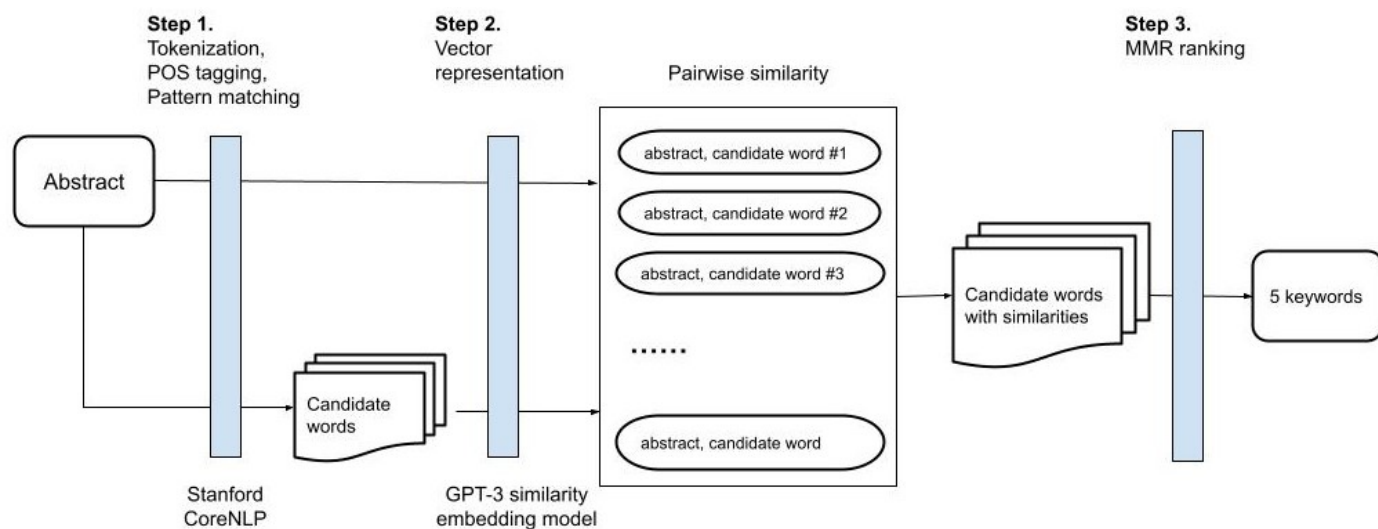 Step 1.
Tokenization,
POS tagging,
Pattern matching
Step 2.
Vector
representation
Pairwise similarity
Step 3.
MMR ranking
Abstract
abstract, candidate word #1
abstract, candidate word #2
abstract, candidate word #3
......
abstract, candidate word
Candidate
words
Candidate words
with similarities
5 keywords
Stanford
CoreNLP
GPT-3 similarity
embedding model